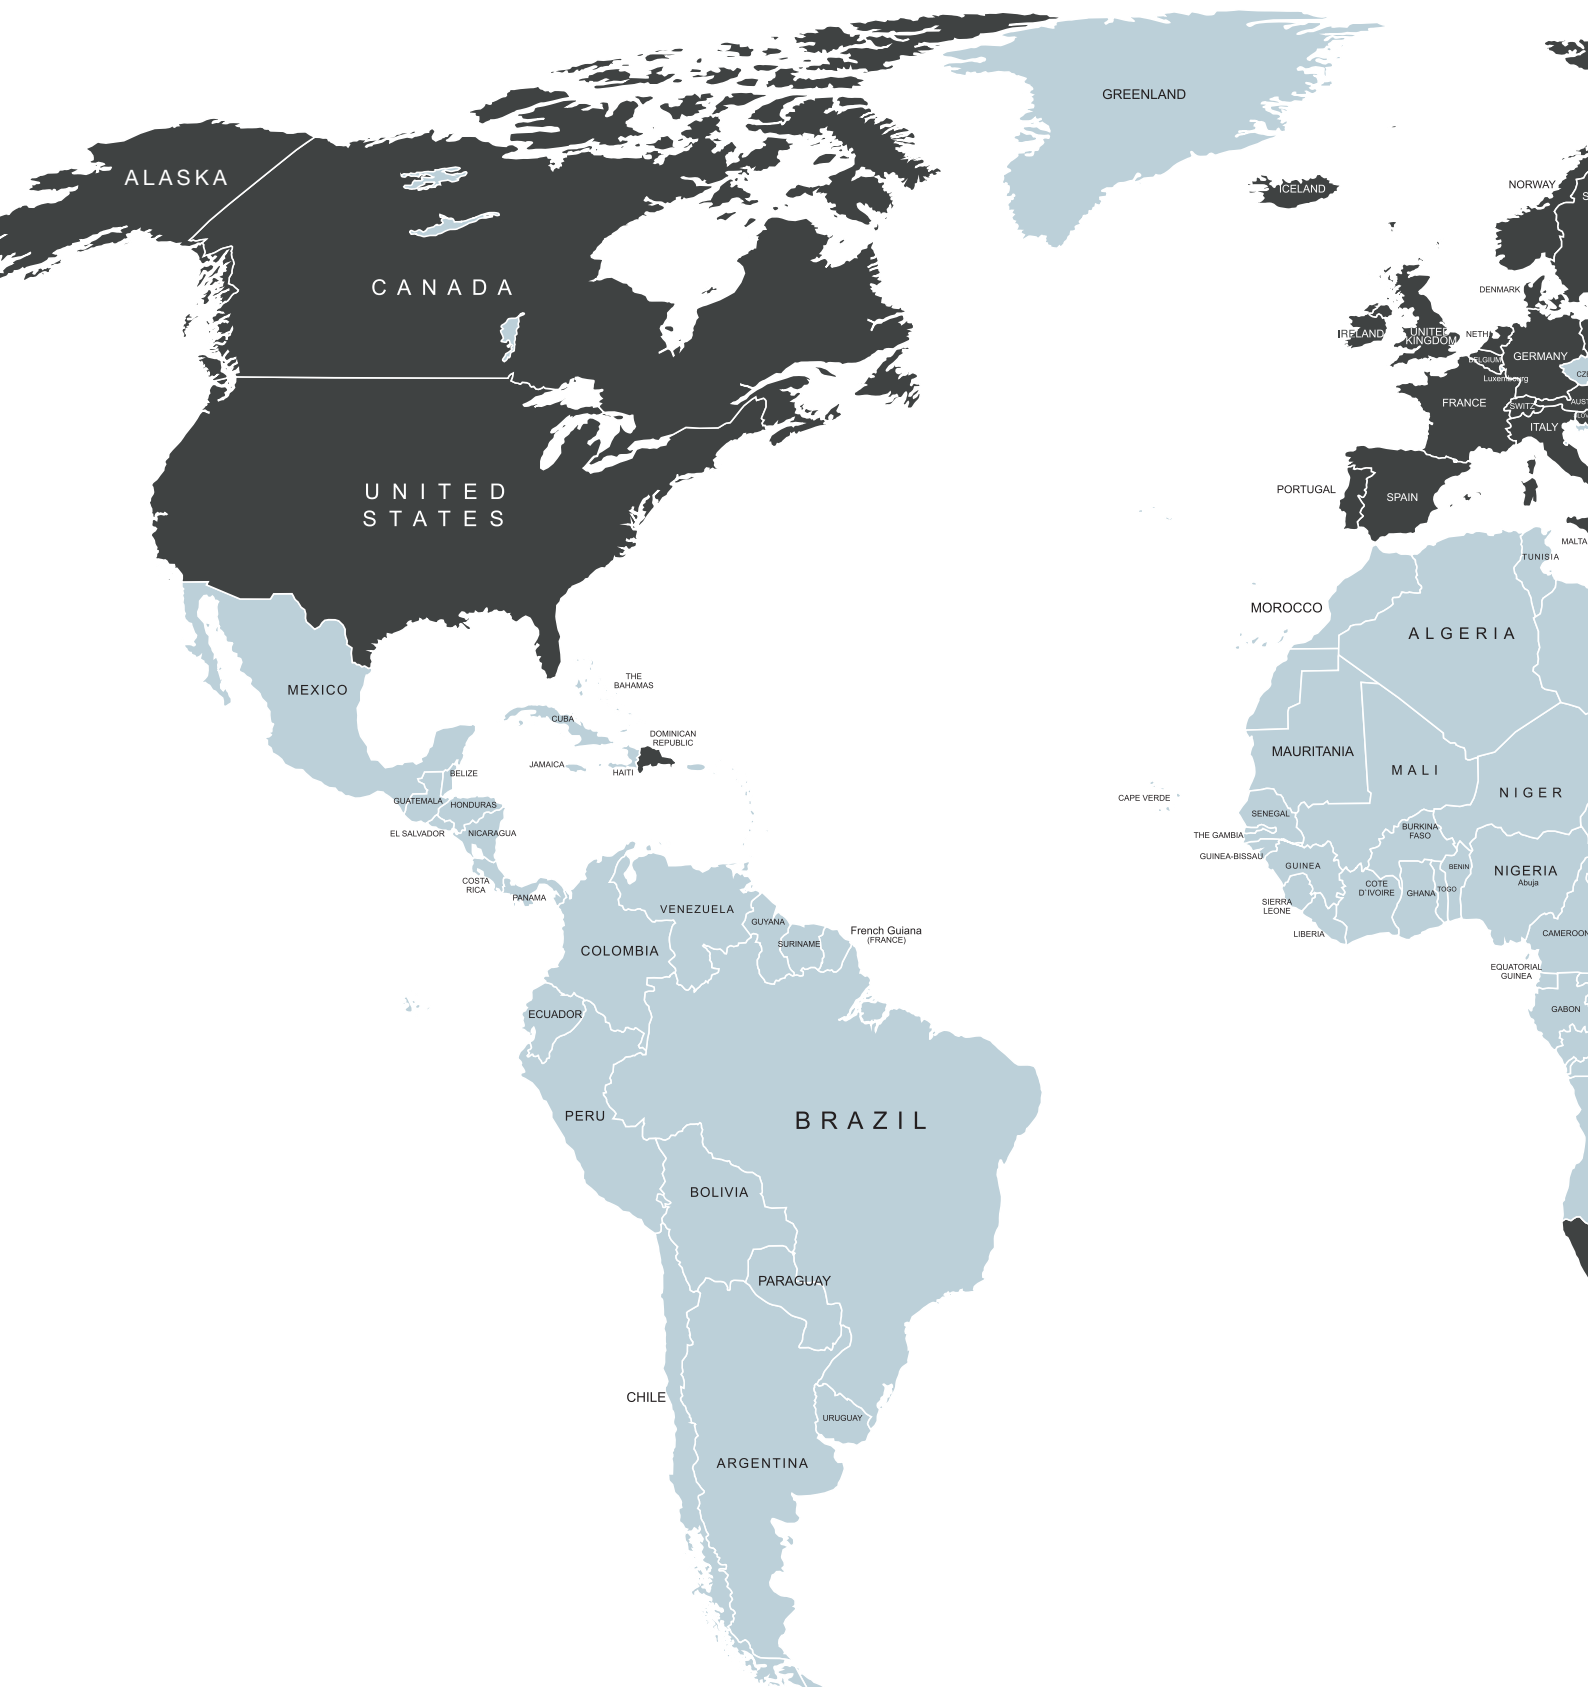 GREENLAND
ALASKA
ICELAND
NORWAY
CANADA
DENMARK
IRELAND
UNITED
KINGDOM
NETH
GERMANY
BELGIUM
Luxembourg
FRANCE
SWITZ
ITALY
UNITED
STATES
PORTUGAL
SPAIN
MALTA
TUNISIA
MOROCCO
ALGERIA
MEXICO
THE
BAHAMAS
CUBA
DOMINICAN
REPUBLIC
JAMAICA
HAITI
BELIZE
GUATEMALA
HONDURAS
EL SALVADOR
NICARAGUA
COSTA
RICA
PANAMA
MAURITANIA
MALI
NIGER
CAPE VERDE
SENEGAL
THE GAMBIA
BURKINA
FASO
GUINEA-BISSAU
GUINEA
BENIN
NIGERIA
Abuja
COTE
D'IVOIRE
GHANA
TOGO
SIERRA
LEONE
LIBERIA
CAMEROON
EQUATORIAL
GUINEA
GABON
VENEZUELA
GUYANA
SURINAME
French Guiana
(FRANCE)
COLOMBIA
ECUADOR
PERU
BRAZIL
BOLIVIA
PARAGUAY
CHILE
URUGUAY
ARGENTINA